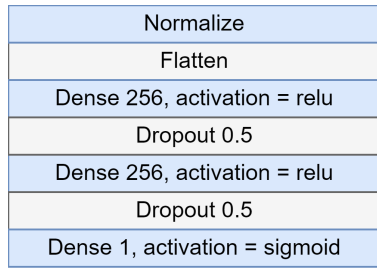 Normalize
Flatten
Dense 256, activation = relu
Dropout 0.5
Dense 256, activation = relu
Dropout 0.5
Dense 1, activation = sigmoid